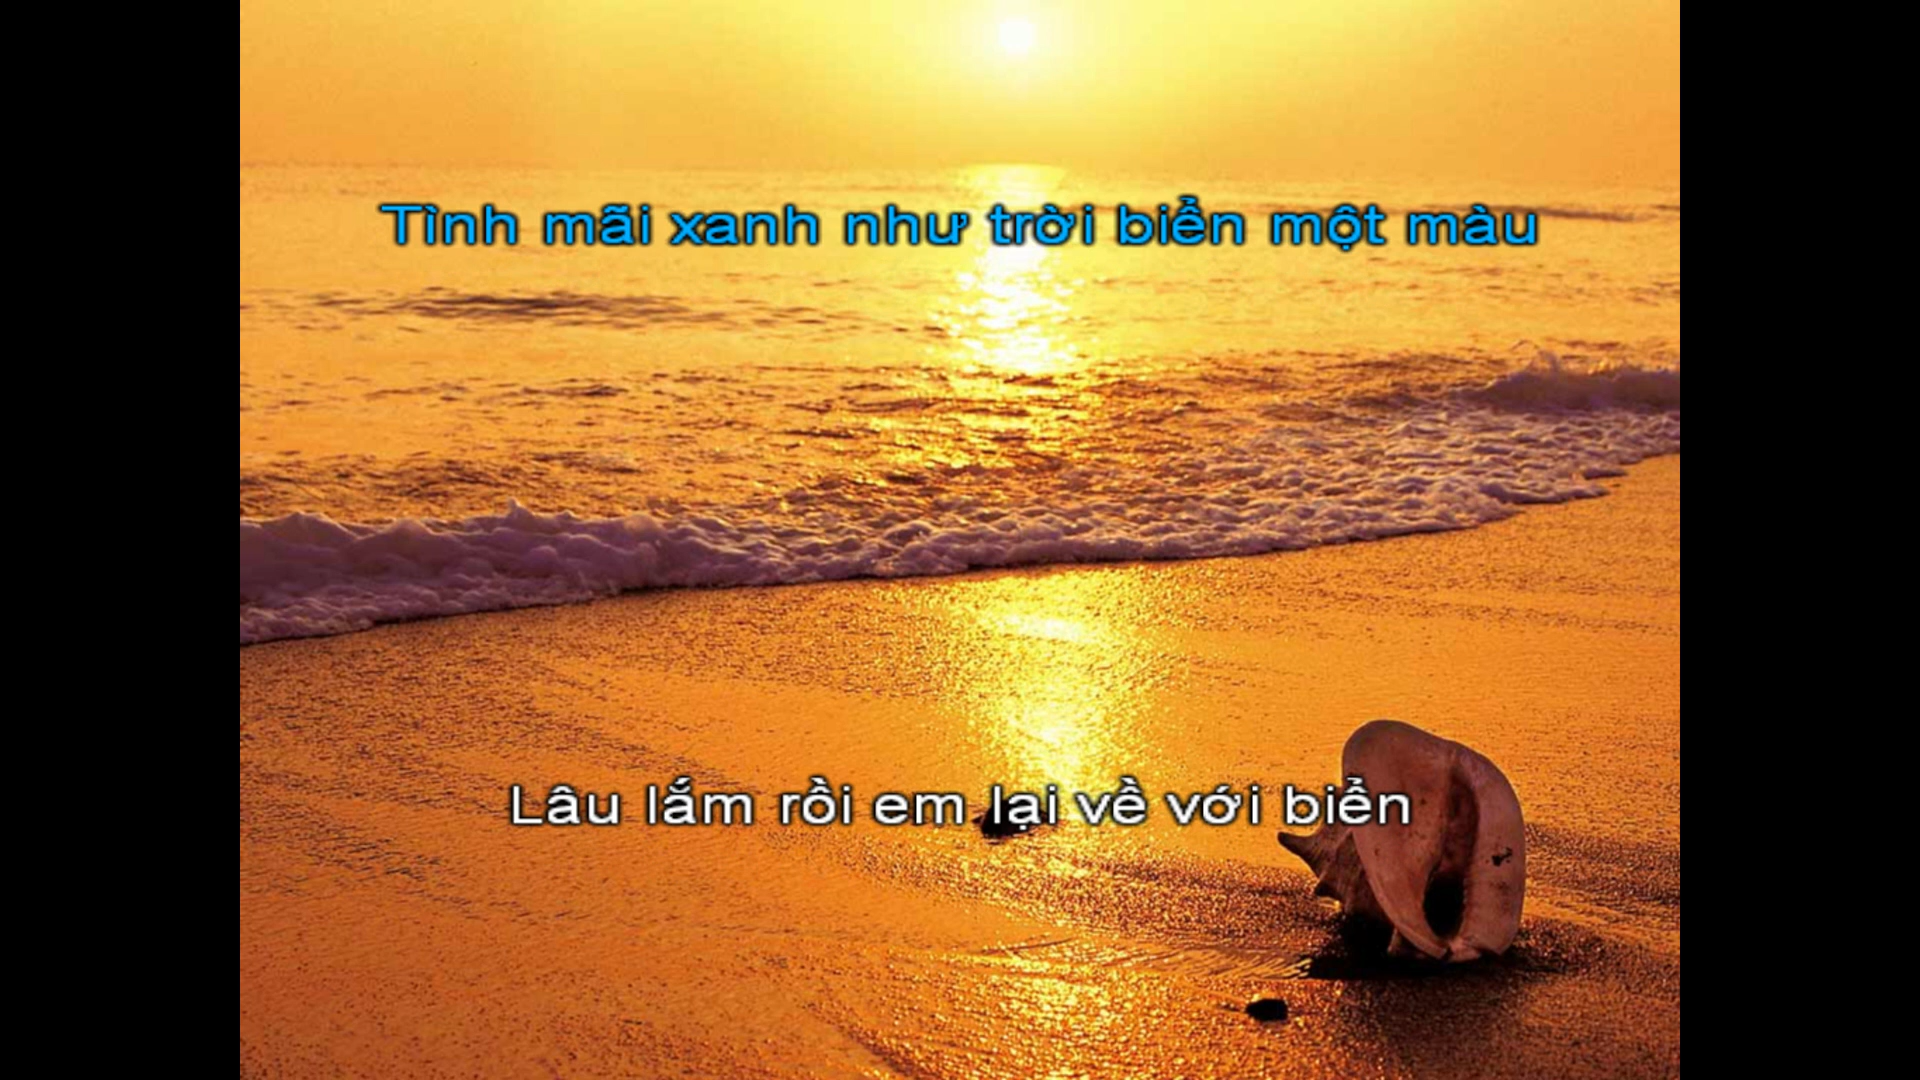 Tình mãi xanh như trời biển một màu
Lâu lắm rồi em lại về với biển